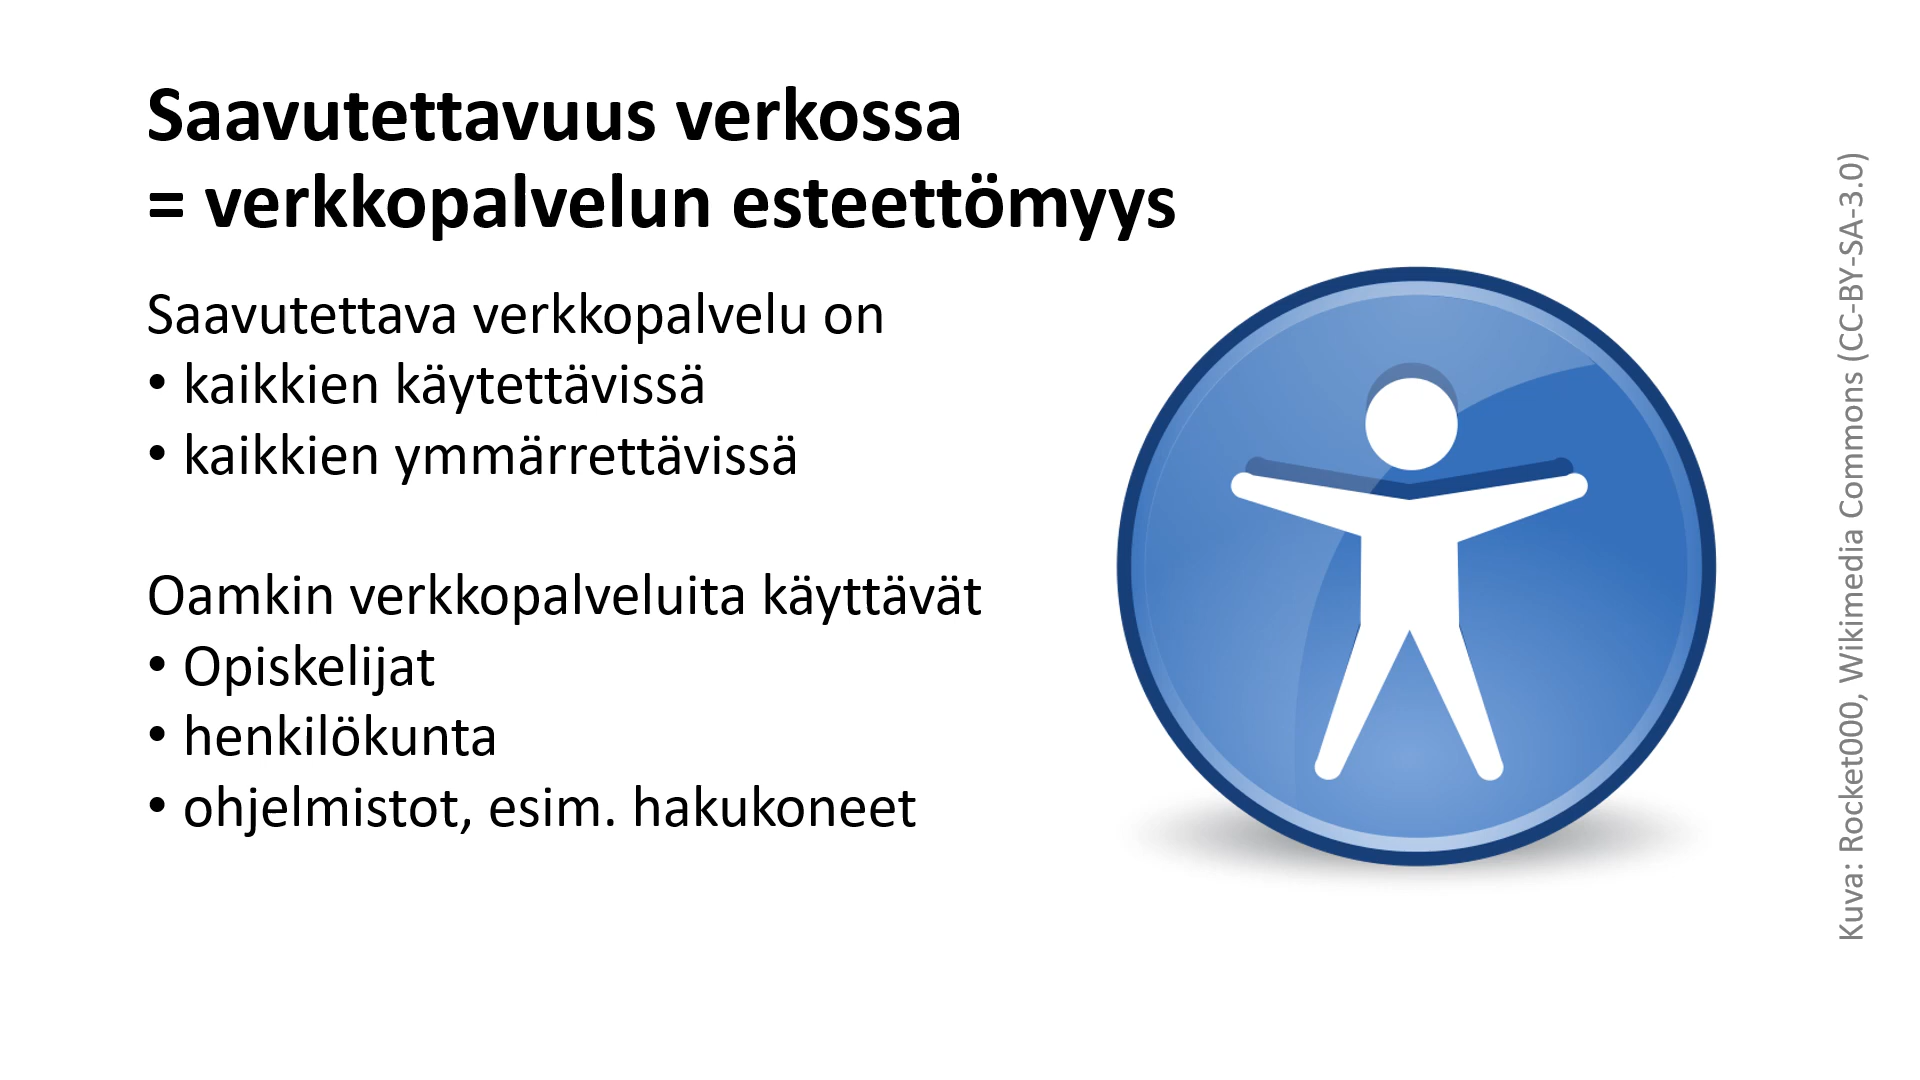 Saavutettavuus verkossa
= verkkopalvelun esteettömyys
Saavutettava verkkopalvelu on
• kaikkien käytettävissä
• kaikkien ymmärrettävissä
Oamkin verkkopalveluita käyttävät
• Opiskelijat
• henkilökunta
• ohjelmistot, esim. hakukoneet
Kuva: Rocket000, Wikimedia Commons (CC-BY-SA-3.0)